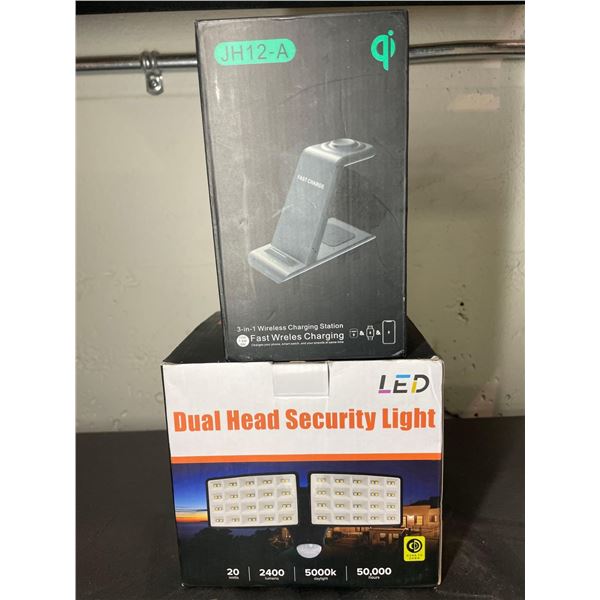 JH12-A
qi
FAST CHARGE
3-in-1 Wireless Charging Station
Fast Wreles Charging
LED
Dual Head Security Light
20 2400 5000k 50,000
watts lumens daylight hours